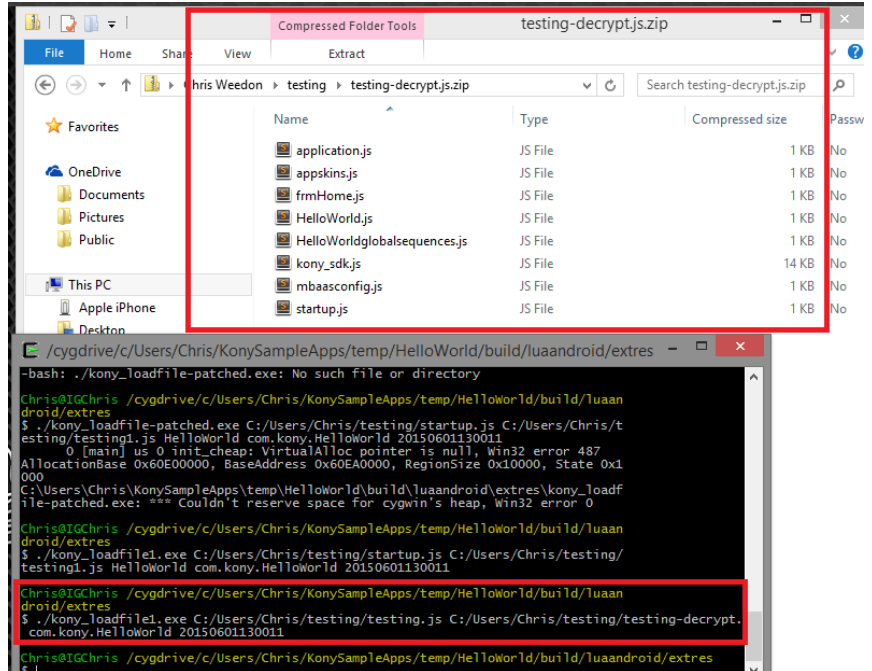 Compressed Folder Tools
testing-decrypt.js.zip
File
Home
Share
View
Extract
Chris Weedon
testing
testing-decrypt.js.zip
Search testing-decrypt.js.zip
Name
Type
Compressed size
Passw
Favorites
application.js JS File 1 KB No
appskins.js JS File 1 KB No
OneDrive
frmHome.js JS File 1 KB No
Documents
HelloWorld.js JS File 1 KB No
Pictures
HelloWorldglobalsequences.js JS File 1 KB No
Public
kony_sdk.js JS File 14 KB No
This PC
mbaasconfig.js JS File 1 KB No
Apple iPhone
startup.js JS File 1 KB No
Desktop
/cygdrive/c/Users/Chris/KonySampleApps/temp/HelloWorld/build/luaandroid/extres
-bash: ./kony_loadfile-patched.exe: No such file or directory
Chris@IGChris /cygdrive/c/Users/Chris/KonySampleApps/temp/HelloWorld/build/luaan
droid/extres
$ ./kony_loadfile-patched.exe C:/Users/Chris/testing/startup.js C:/Users/Chris/t
esting/testing1.js HelloWorld com.kony.HelloWorld 20150601130011
0 [main] us 0 init_cheap: VirtualAlloc pointer is null, Win32 error 487
AllocationBase 0x60E00000, BaseAddress 0x60EA0000, RegionSize 0x10000, State 0x1
000
C:\Users\Chris\KonySampleApps\temp\HelloWorld\build\luaandroid\extres\kony_loadf
ile-patched.exe: *** Couldn't reserve space for cygwin's heap, Win32 error 0
Chris@IGChris /cygdrive/c/Users/Chris/KonySampleApps/temp/HelloWorld/build/luaan
droid/extres
$ ./kony_loadfile1.exe C:/Users/Chris/testing/startup.js C:/Users/Chris/testing/
testing1.js HelloWorld com.kony.HelloWorld 20150601130011
Chris@IGChris /cygdrive/c/Users/Chris/KonySampleApps/temp/HelloWorld/build/luaan
droid/extres
$ ./kony_loadfile1.exe C:/Users/Chris/testing/testing.js C:/Users/Chris/testing/testing-decrypt.
com.kony.HelloWorld 20150601130011
Chris@IGChris /cygdrive/c/Users/Chris/KonySampleApps/temp/HelloWorld/build/luaandroid/extres
$